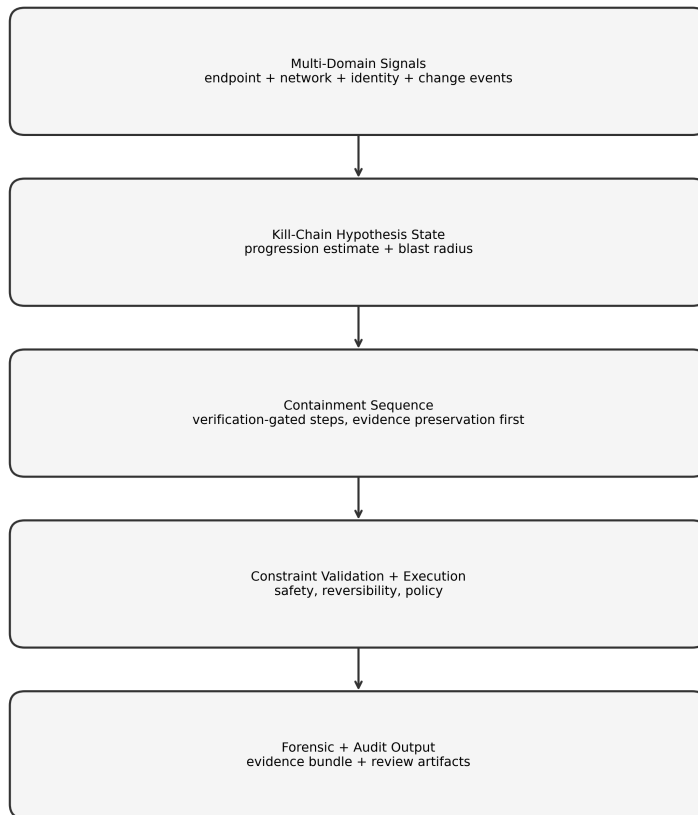 Multi-Domain Signals
endpoint + network + identity + change events
Kill-Chain Hypothesis State
progression estimate + blast radius
Containment Sequence
verification-gated steps, evidence preservation first
Constraint Validation + Execution
safety, reversibility, policy
Forensic + Audit Output
evidence bundle + review artifacts